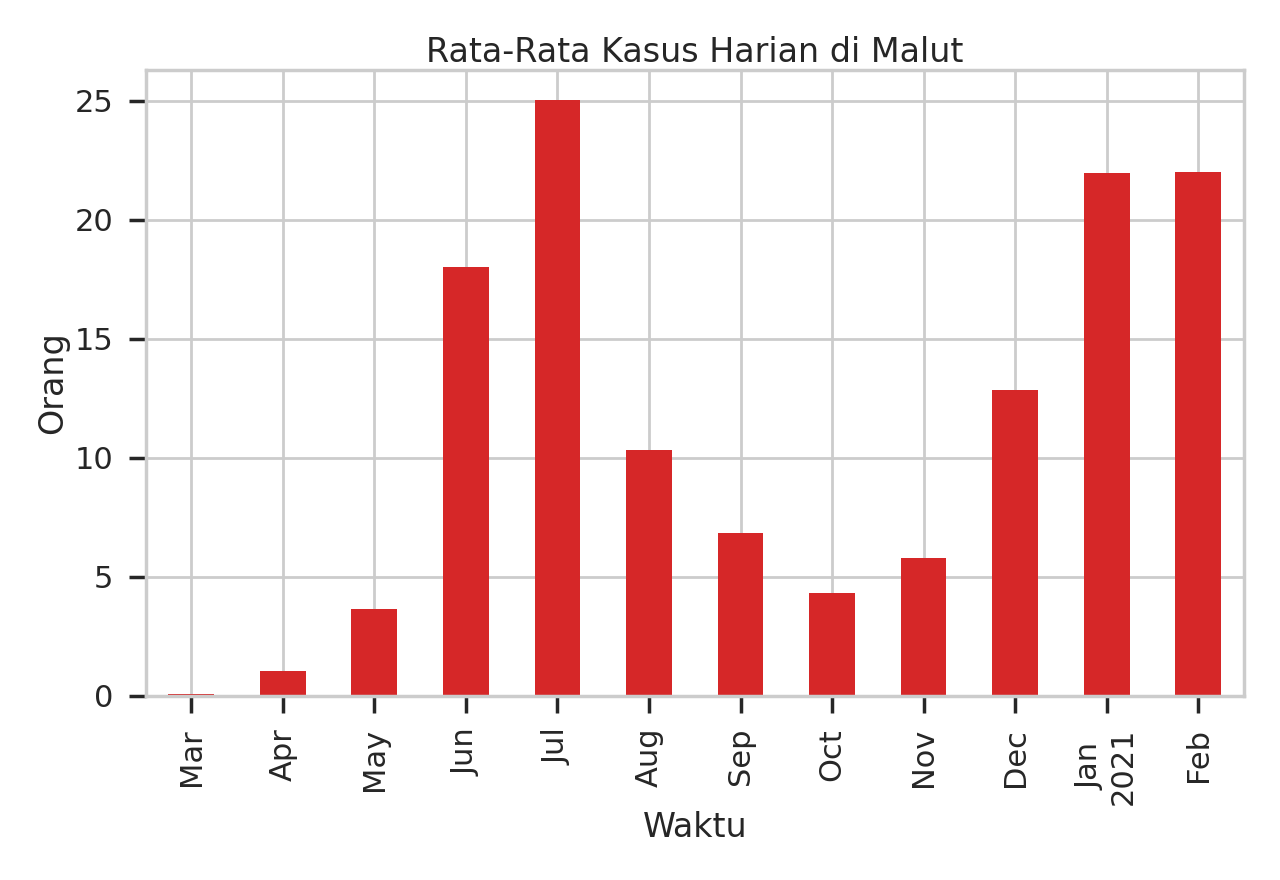 Rata-Rata Kasus Harian di Malut
25
20
15
10
5
0
Orang
Mar
Apr
May
Jun
Jul
Aug
Sep
Oct
Nov
Dec
Jan
2021
Feb
Waktu